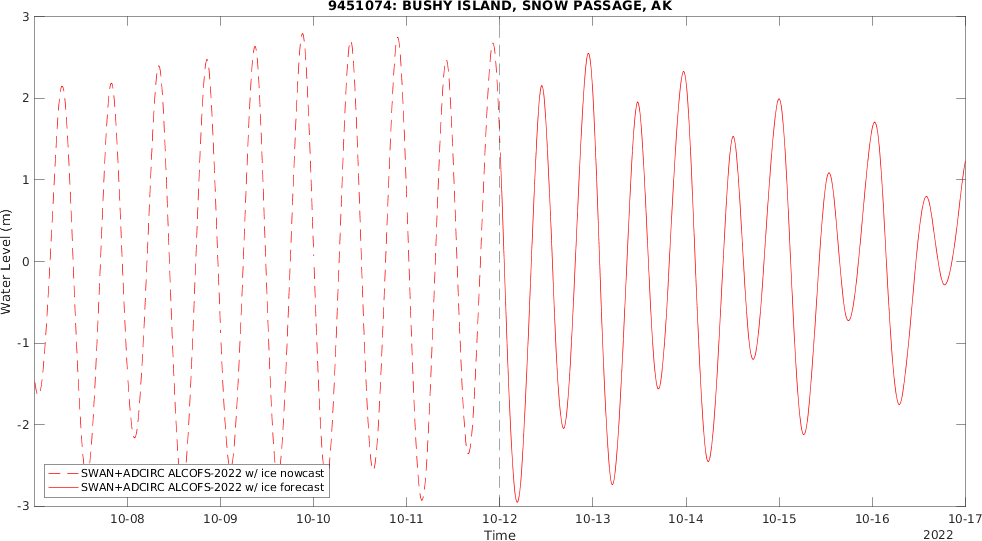 9451074: BUSHY ISLAND, SNOW PASSAGE, AK
3
2
1
0
-1
-2
-3
Water Level (m)
SWAN+ADCIRC ALCOFS-2022 w/ ice nowcast
SWAN+ADCIRC ALCOFS-2022 w/ ice forecast
10-08 10-09 10-10 10-11 10-12 10-13 10-14 10-15 10-16 10-17
Time
2022